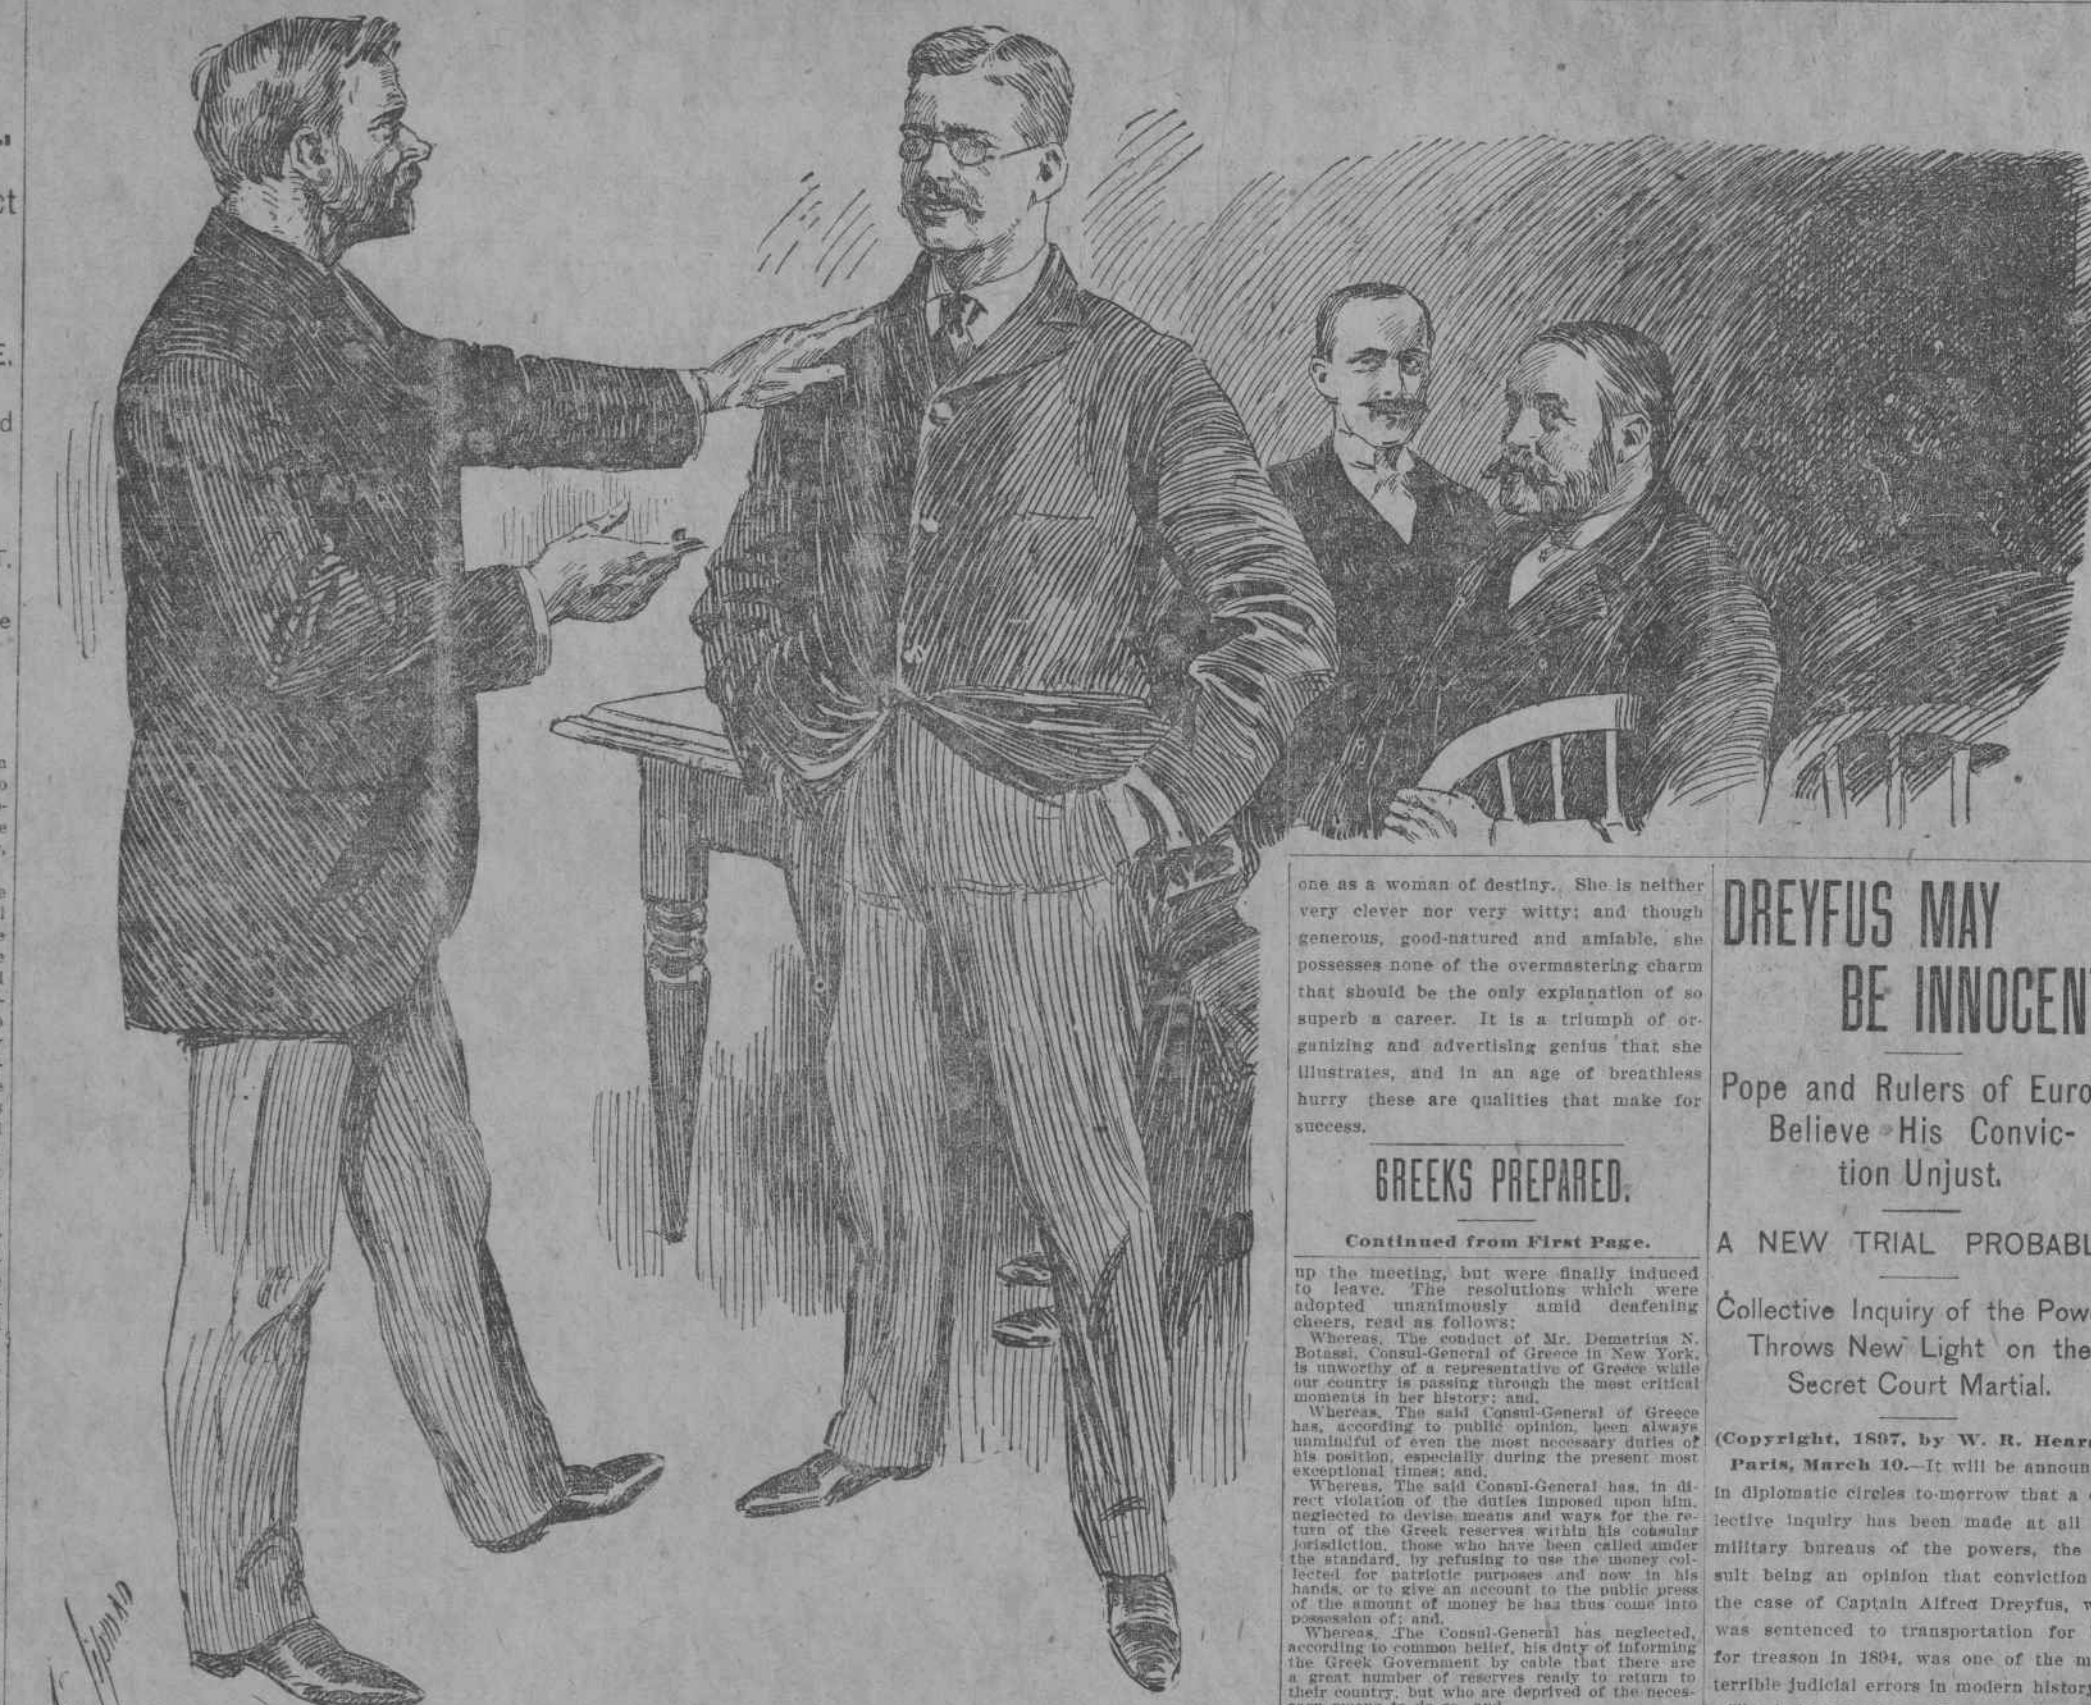 one as a woman of destiny. She is neither
very clever nor very witty; and though
generous, good-natured and amiable, she
possesses none of the overmastering charm
that should be the only explanation of so
superb a career. It is a triumph of or-
ganizing and advertising genius that she
illustrates, and in an age of breathless
hurry these are qualities that make for
success.
GREEKS PREPARED.
Continued from First Page.
up the meeting, but were finally induced
to leave. The resolutions which were
adopted unanimously amid deafening
cheers, read as follows:
Whereas, The conduct of Mr. Demetrius N.
Botassi, Consul-General of Greece in New York,
is unworthy of a representative of Greece while
our country is passing through the most critical
moments in her history; and,
Whereas, The said Consul-General of Greece
has, according to public opinion, been always
unmindful of even the most necessary duties of
his position, especially during the present most
exceptional times; and,
Whereas, The said Consul-General has, in di-
rect violation of the duties imposed upon him,
neglected to devise means and ways for the re-
turn of the Greek reserves within his consular
jurisdiction, those who have been called under
the standard, by refusing to use the money col-
lected for patriotic purposes and now in his
hands, or to give an account to the public press
of the amount of money he has thus come into
possession of; and,
Whereas, The Consul-General has neglected,
according to common belief, his duty of informing
the Greek Government by cable that there are
a great number of reserves ready to return to
their country, but who are deprived of the neces-
DREYFUS MAY
BE INNOCEN
Pope and Rulers of Euro
Believe His Convic-
tion Unjust.
A NEW TRIAL PROBABL
Collective Inquiry of the Pow
Throws New Light on the
Secret Court Martial.
(Copyright, 1897, by W. R. Hear
Paris, March 10.—It will be announ
in diplomatic circles to-morrow that a
lective inquiry has been made at all
military bureaus of the powers, the
sult being an opinion that conviction
the case of Captain Alfred Dreyfus, w
was sentenced to transportation for
for treason in 1894, was one of the m
terrible judicial errors in modern histor